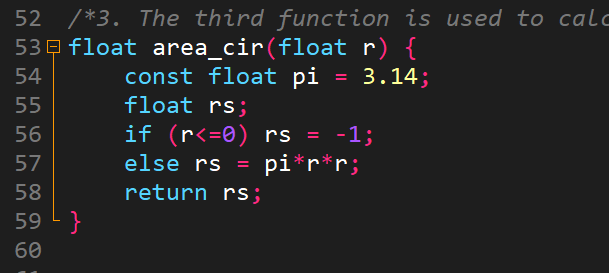 52 /*3. The third function is used to
53 float area_cir(float r) {
54 const float pi = 3.14;
55 float rs;
56 if (r<=0) rs = -1;
57 else rs = pi*r*r;
58 return rs;
59 }
60